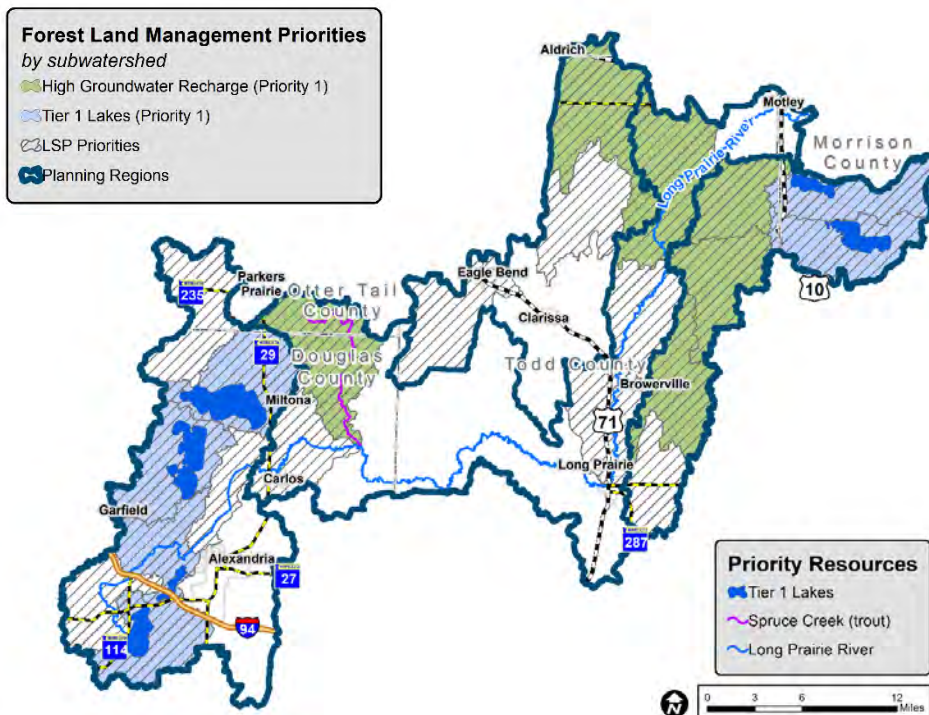 Forest Land Management Priorities
by subwatershed
High Groundwater Recharge (Priority 1)
Tier 1 Lakes (Priority 1)
LSP Priorities
Planning Regions
Aldrich
Motley
Morrison
County
Long Prairie River
10
Parkers
Prairie
235
Otter Tail
County
Eagle Bend
Clarissa
29
Douglas
County
Todd County
Browerville
Miltona
71
Long Prairie
Carlos
Garfield
287
Alexandria
27
94
114
Priority Resources
Tier 1 Lakes
Spruce Creek (trout)
Long Prairie River
N
0 3 6 12
Miles